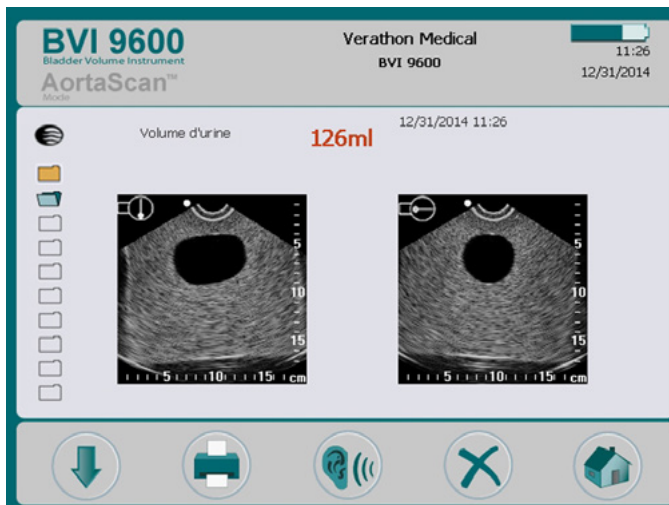 BVI 9600
Bladder Volume Instrument
AortaScan™
Mode
Verathon Medical
BVI 9600
11:26
12/31/2014
Volume d'urine
126ml
12/31/2014 11:26
5
10
15
5 10 15 cm
5
10
15
5 10 15 cm